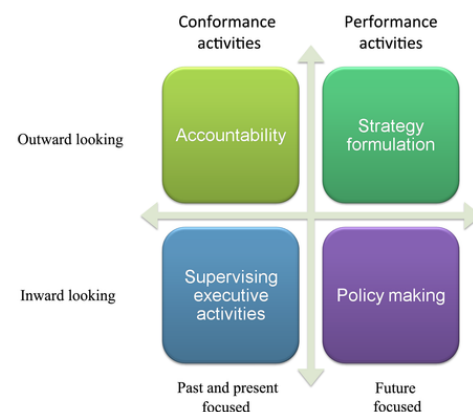 Conformance Performance
activities activities
Outward looking
Accountability
Strategy
formulation
Inward looking
Supervising
executive
activities
Policy making
Past and present Future
focused focused